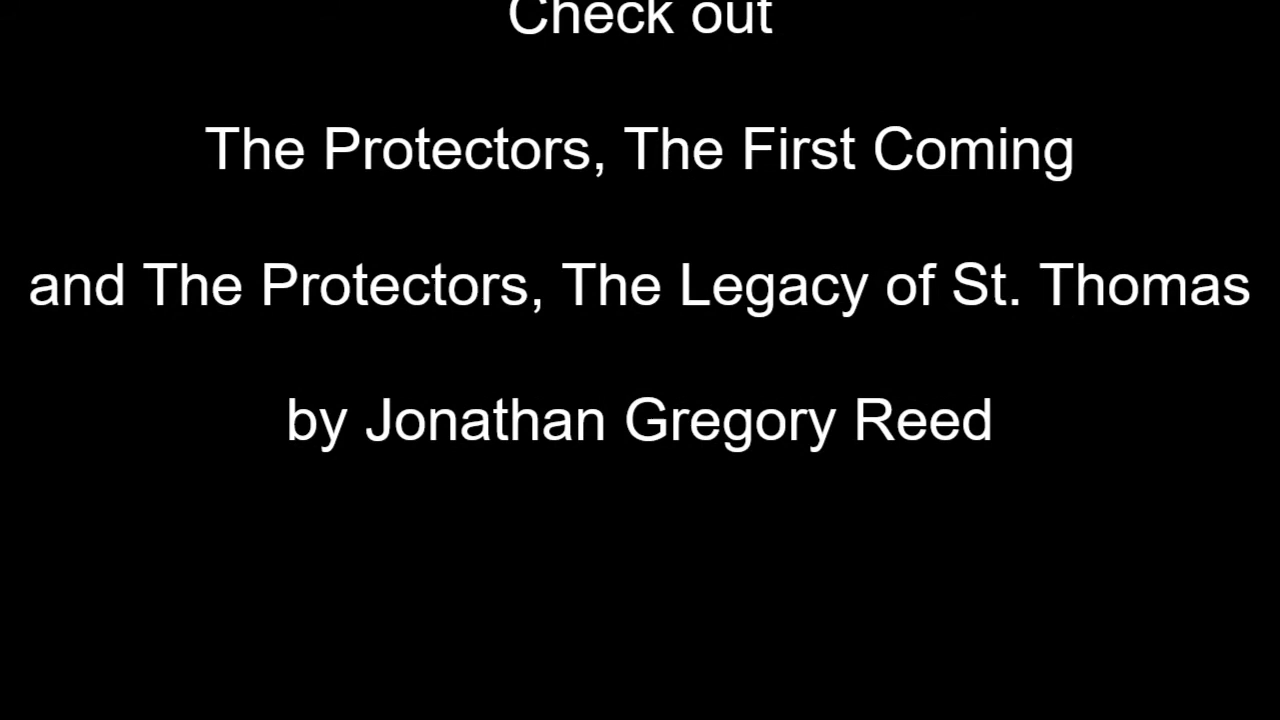 Check out
The Protectors, The First Coming
and The Protectors, The Legacy of St. Thomas
by Jonathan Gregory Reed